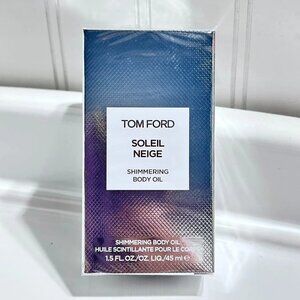 TOM FORD
SOLEIL
NEIGE
SHIMMERING
BODY OIL
SHIMMERING BODY OIL
HUILE SCINTILLANTE POUR LE CORPS
1.5 FL.OZ./OZ. LIQ./45 ml ℮